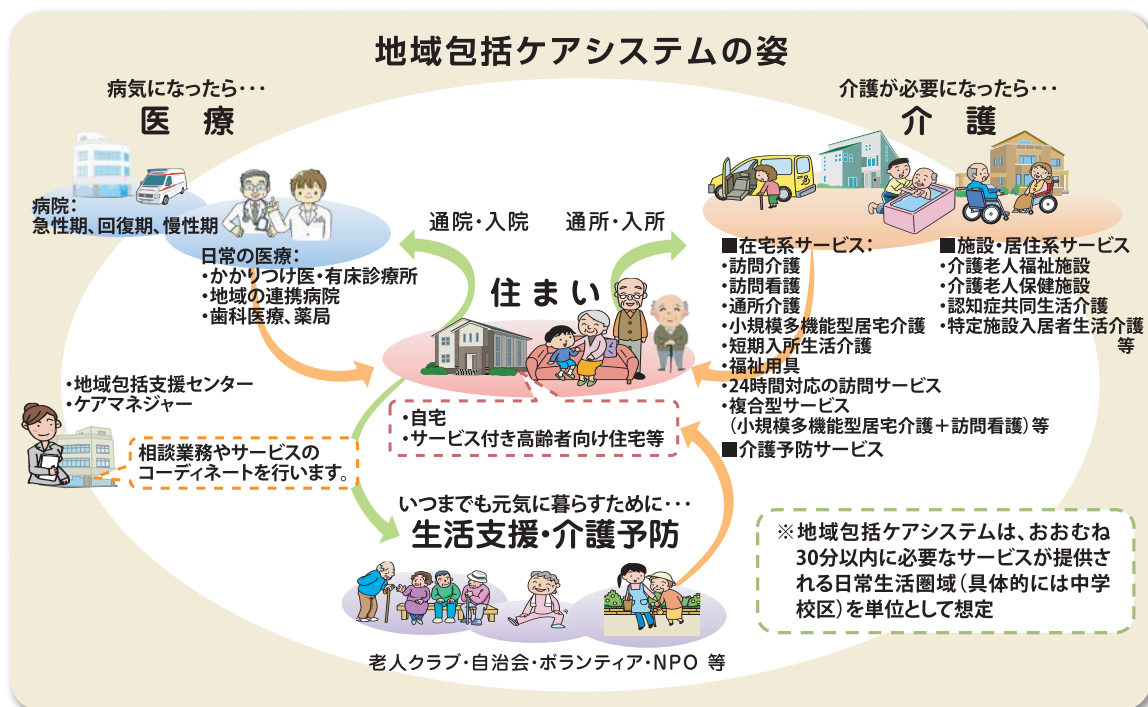 地域包括ケアシステムの姿
病気になったら･･･
医　療
病院：
急性期、回復期、慢性期
日常の医療：
・かかりつけ医・有床診療所
・地域の連携病院
・歯科医療、薬局
通院・入院
通所・入所
介護が必要になったら･･･
介　護
■在宅系サービス：
・訪問介護
・訪問看護
・通所介護
・小規模多機能型居宅介護
・短期入所生活介護
・福祉用具
・24時間対応の訪問サービス
・複合型サービス
（小規模多機能型居宅介護＋訪問看護）等
■介護予防サービス
■施設・居住系サービス
・介護老人福祉施設
・介護老人保健施設
・認知症共同生活介護
・特定施設入居者生活介護
等
住まい
・自宅
・サービス付き高齢者向け住宅等
・地域包括支援センター
・ケアマネジャー
相談業務やサービスの
コーディネートを行います。
いつまでも元気に暮らすために･･･
生活支援・介護予防
老人クラブ・自治会・ボランティア・NPO 等
※地域包括ケアシステムは、おおむね
30分以内に必要なサービスが提供さ
れる日常生活圏域（具体的には中学
校区）を単位として想定